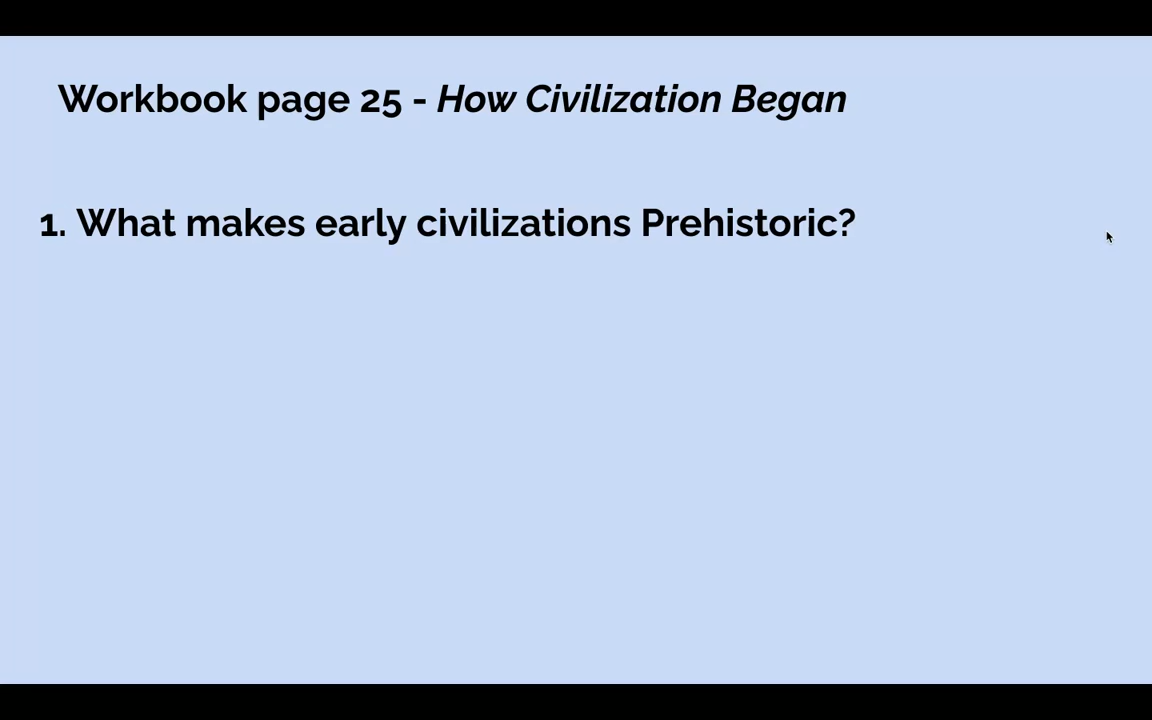 Workbook page 25 - How Civilization Began
1. What makes early civilizations Prehistoric?